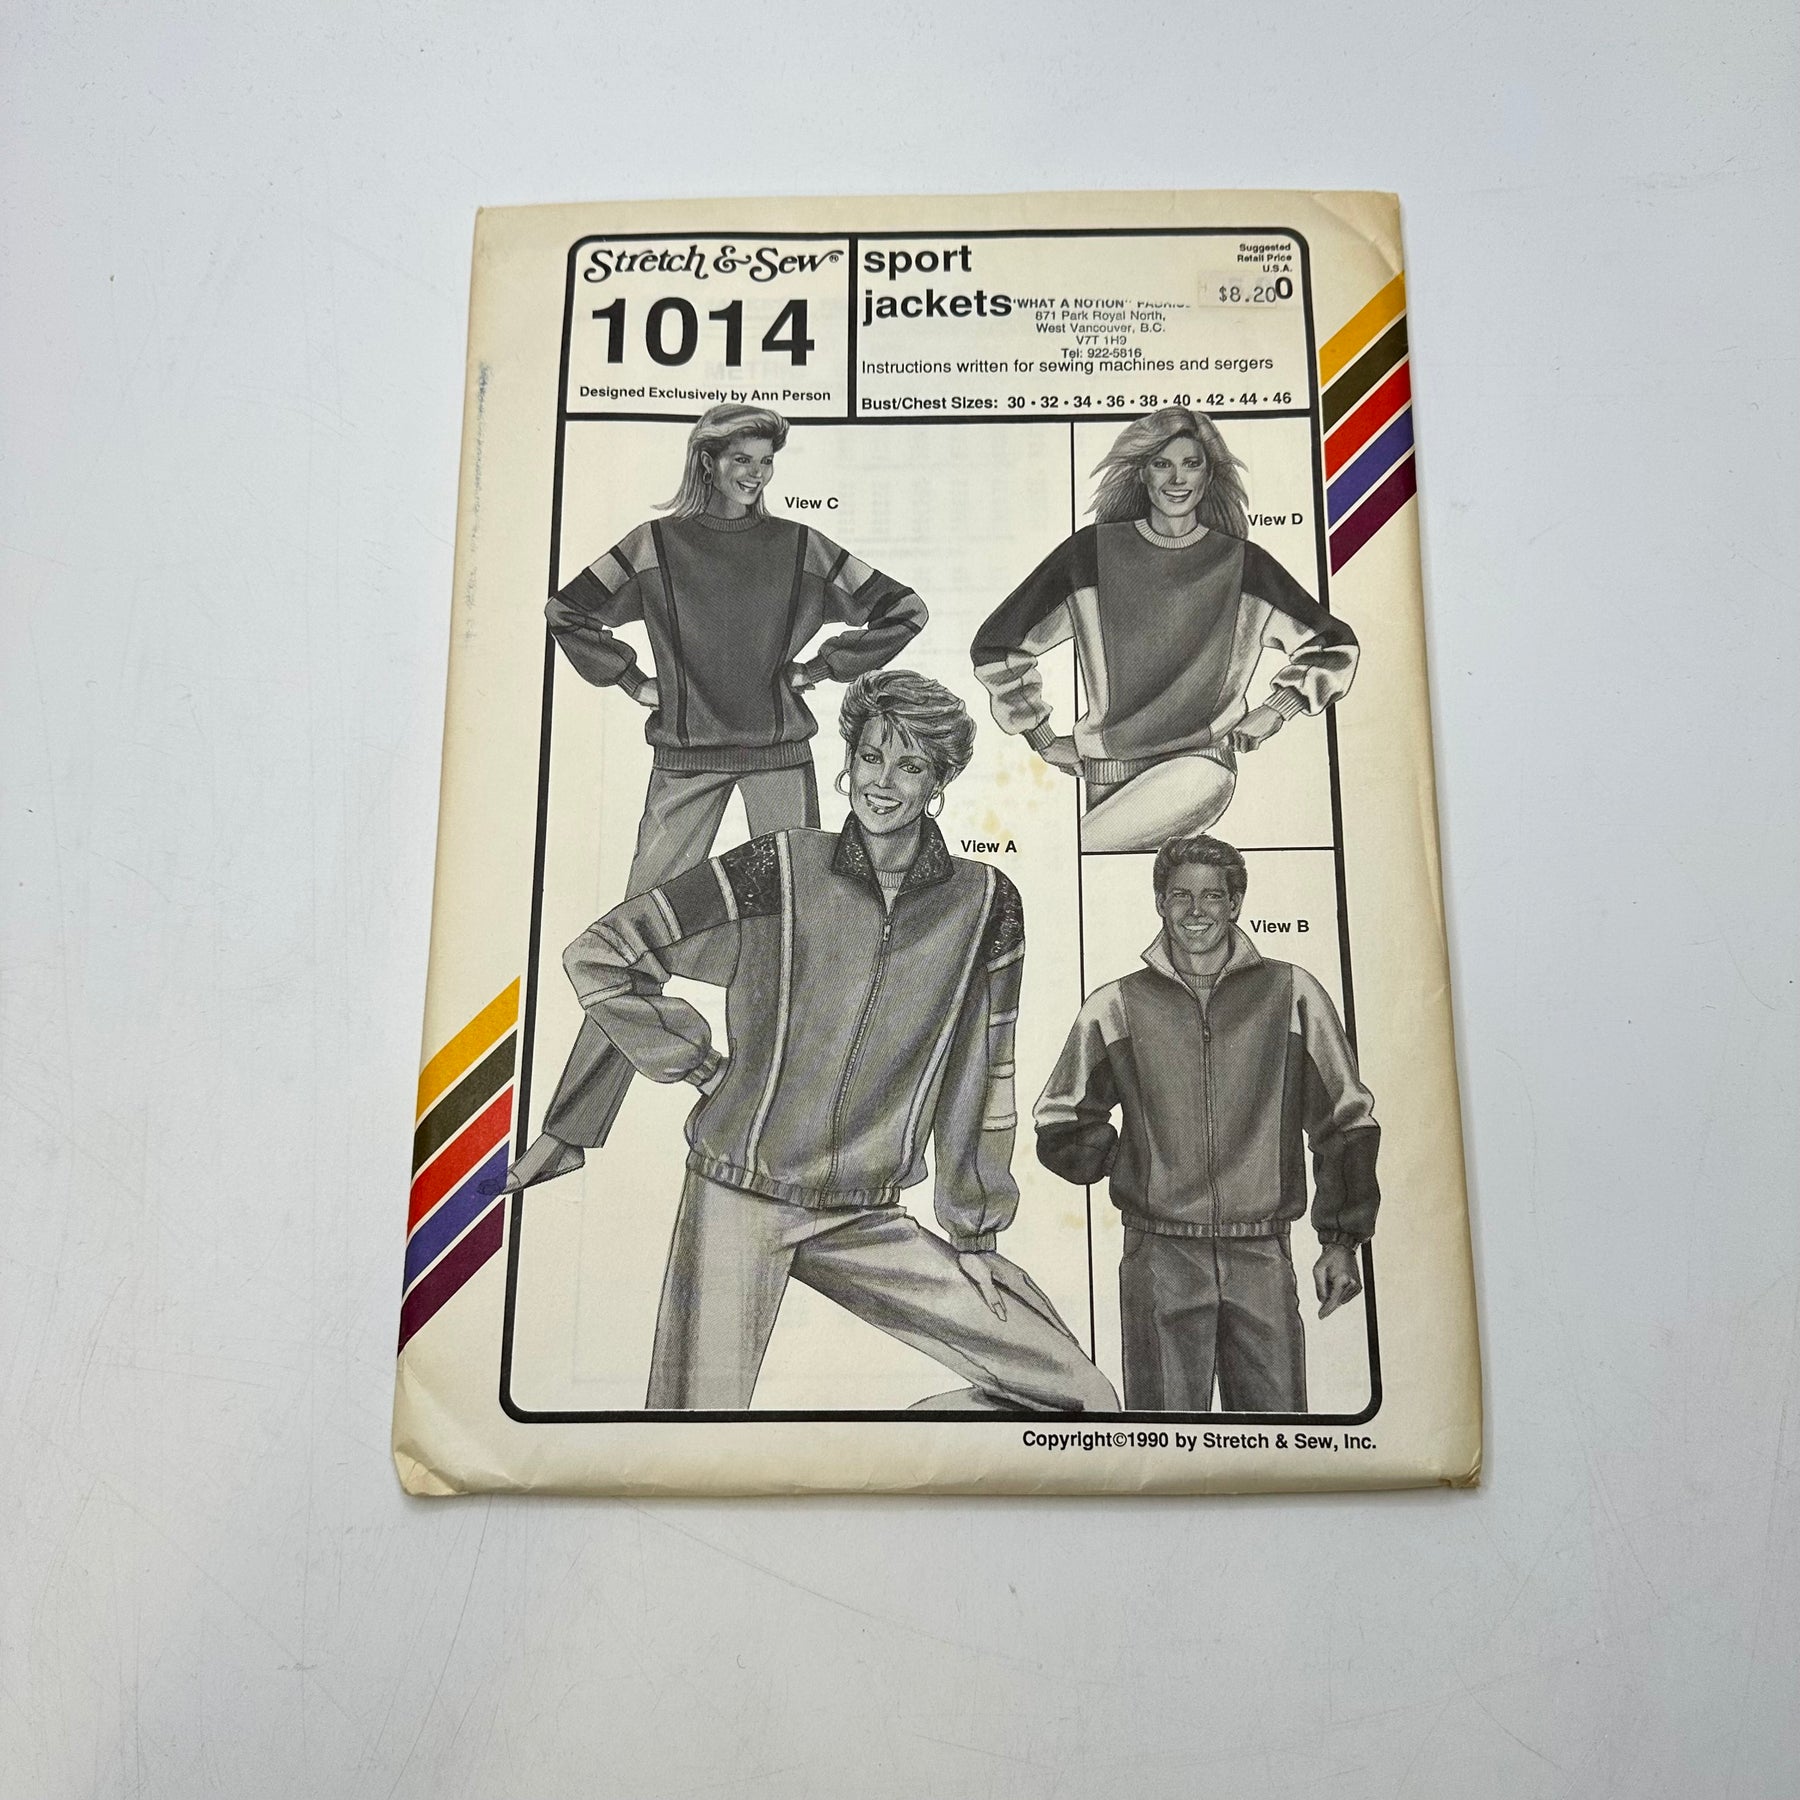 Stretch & Sew®
1014
Designed Exclusively by Ann Person
sport
jackets
"WHAT A NOTION"
871 Park Royal North,
West Vancouver, B.C.
V7T 1H9
Tel: 922-5816
Suggested
Retail Price
U.S.A.
$8.20
Instructions written for sewing machines and sergers
Bust/Chest Sizes: 30 • 32 • 34 • 36 • 38 • 40 • 42 • 44 • 46
View C
View D
View A
View B
Copyright©1990 by Stretch & Sew, Inc.